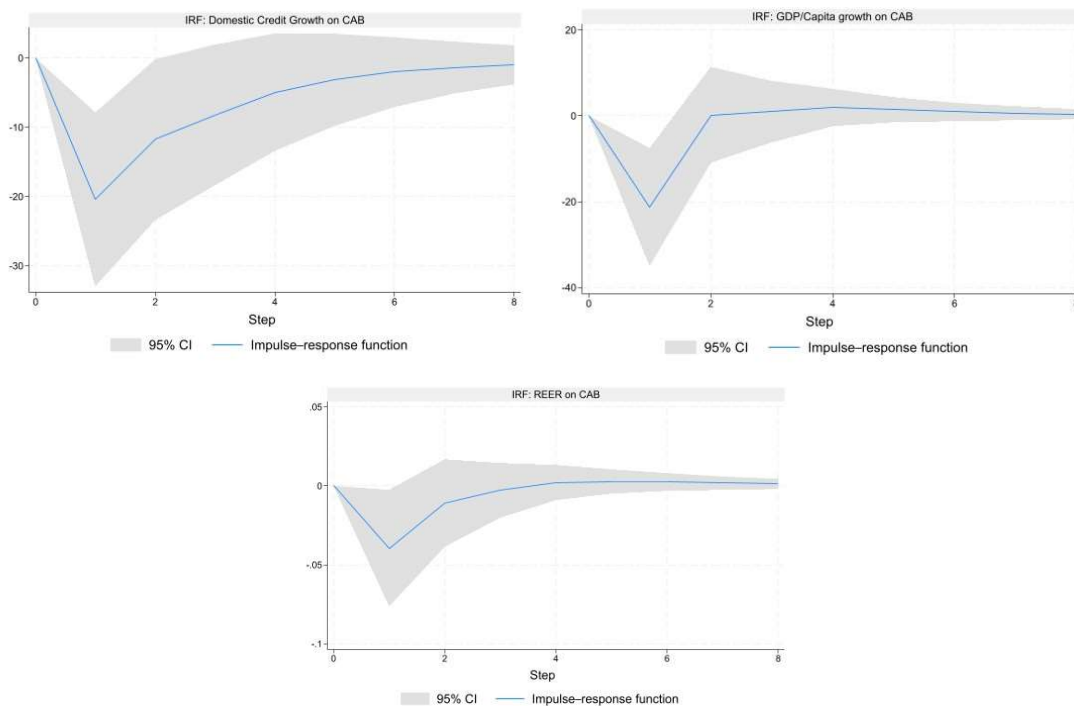 IRF: Domestic Credit Growth on CAB
0
-10
-20
-30
0 2 4 6 8
Step
95% CI Impulse–response function
IRF: GDP/Capita growth on CAB
20
0
-20
-40
0 2 4 6 8
Step
95% CI Impulse–response function
IRF: REER on CAB
.05
0
-.05
-.1
0 2 4 6 8
Step
95% CI Impulse–response function